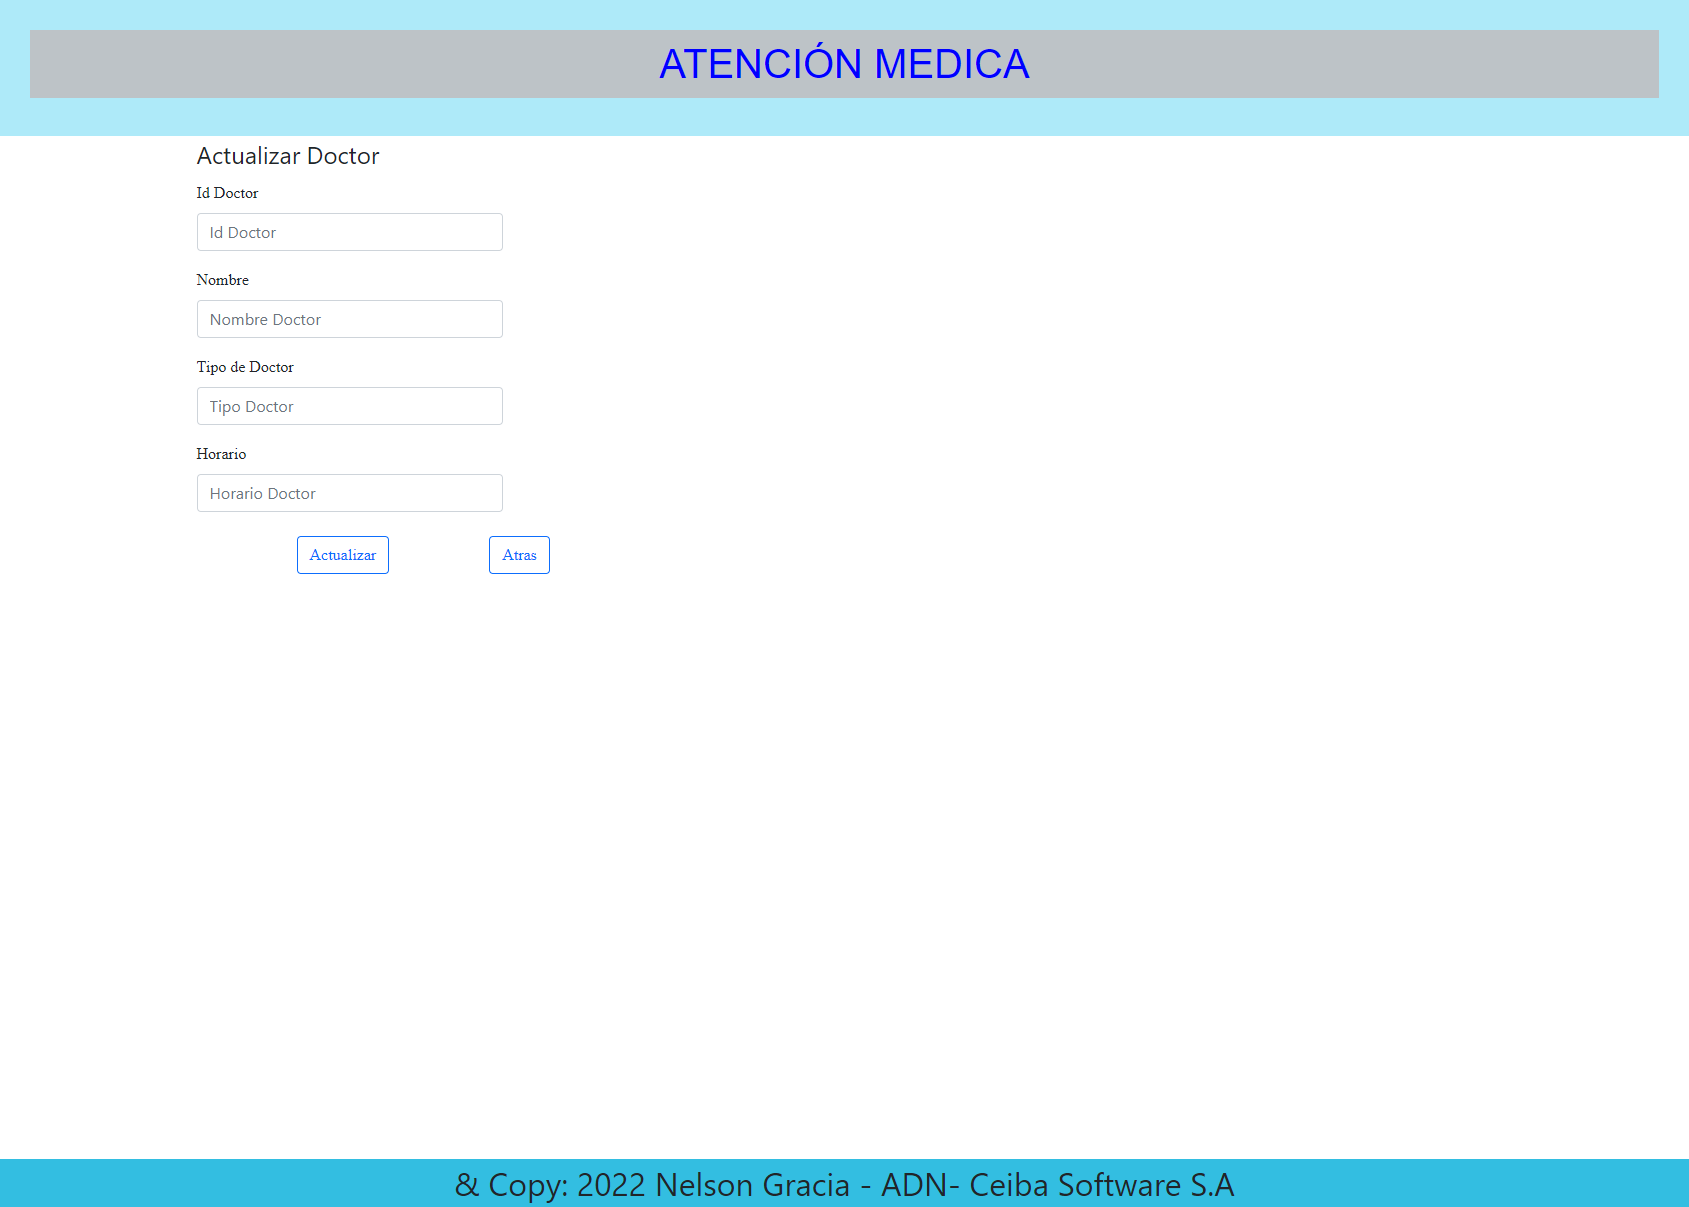 ATENCIÓN MEDICA
Actualizar Doctor
Id Doctor
Id Doctor
Nombre
Nombre Doctor
Tipo de Doctor
Tipo Doctor
Horario
Horario Doctor
Actualizar Atras
& Copy: 2022 Nelson Gracia - ADN- Ceiba Software S.A